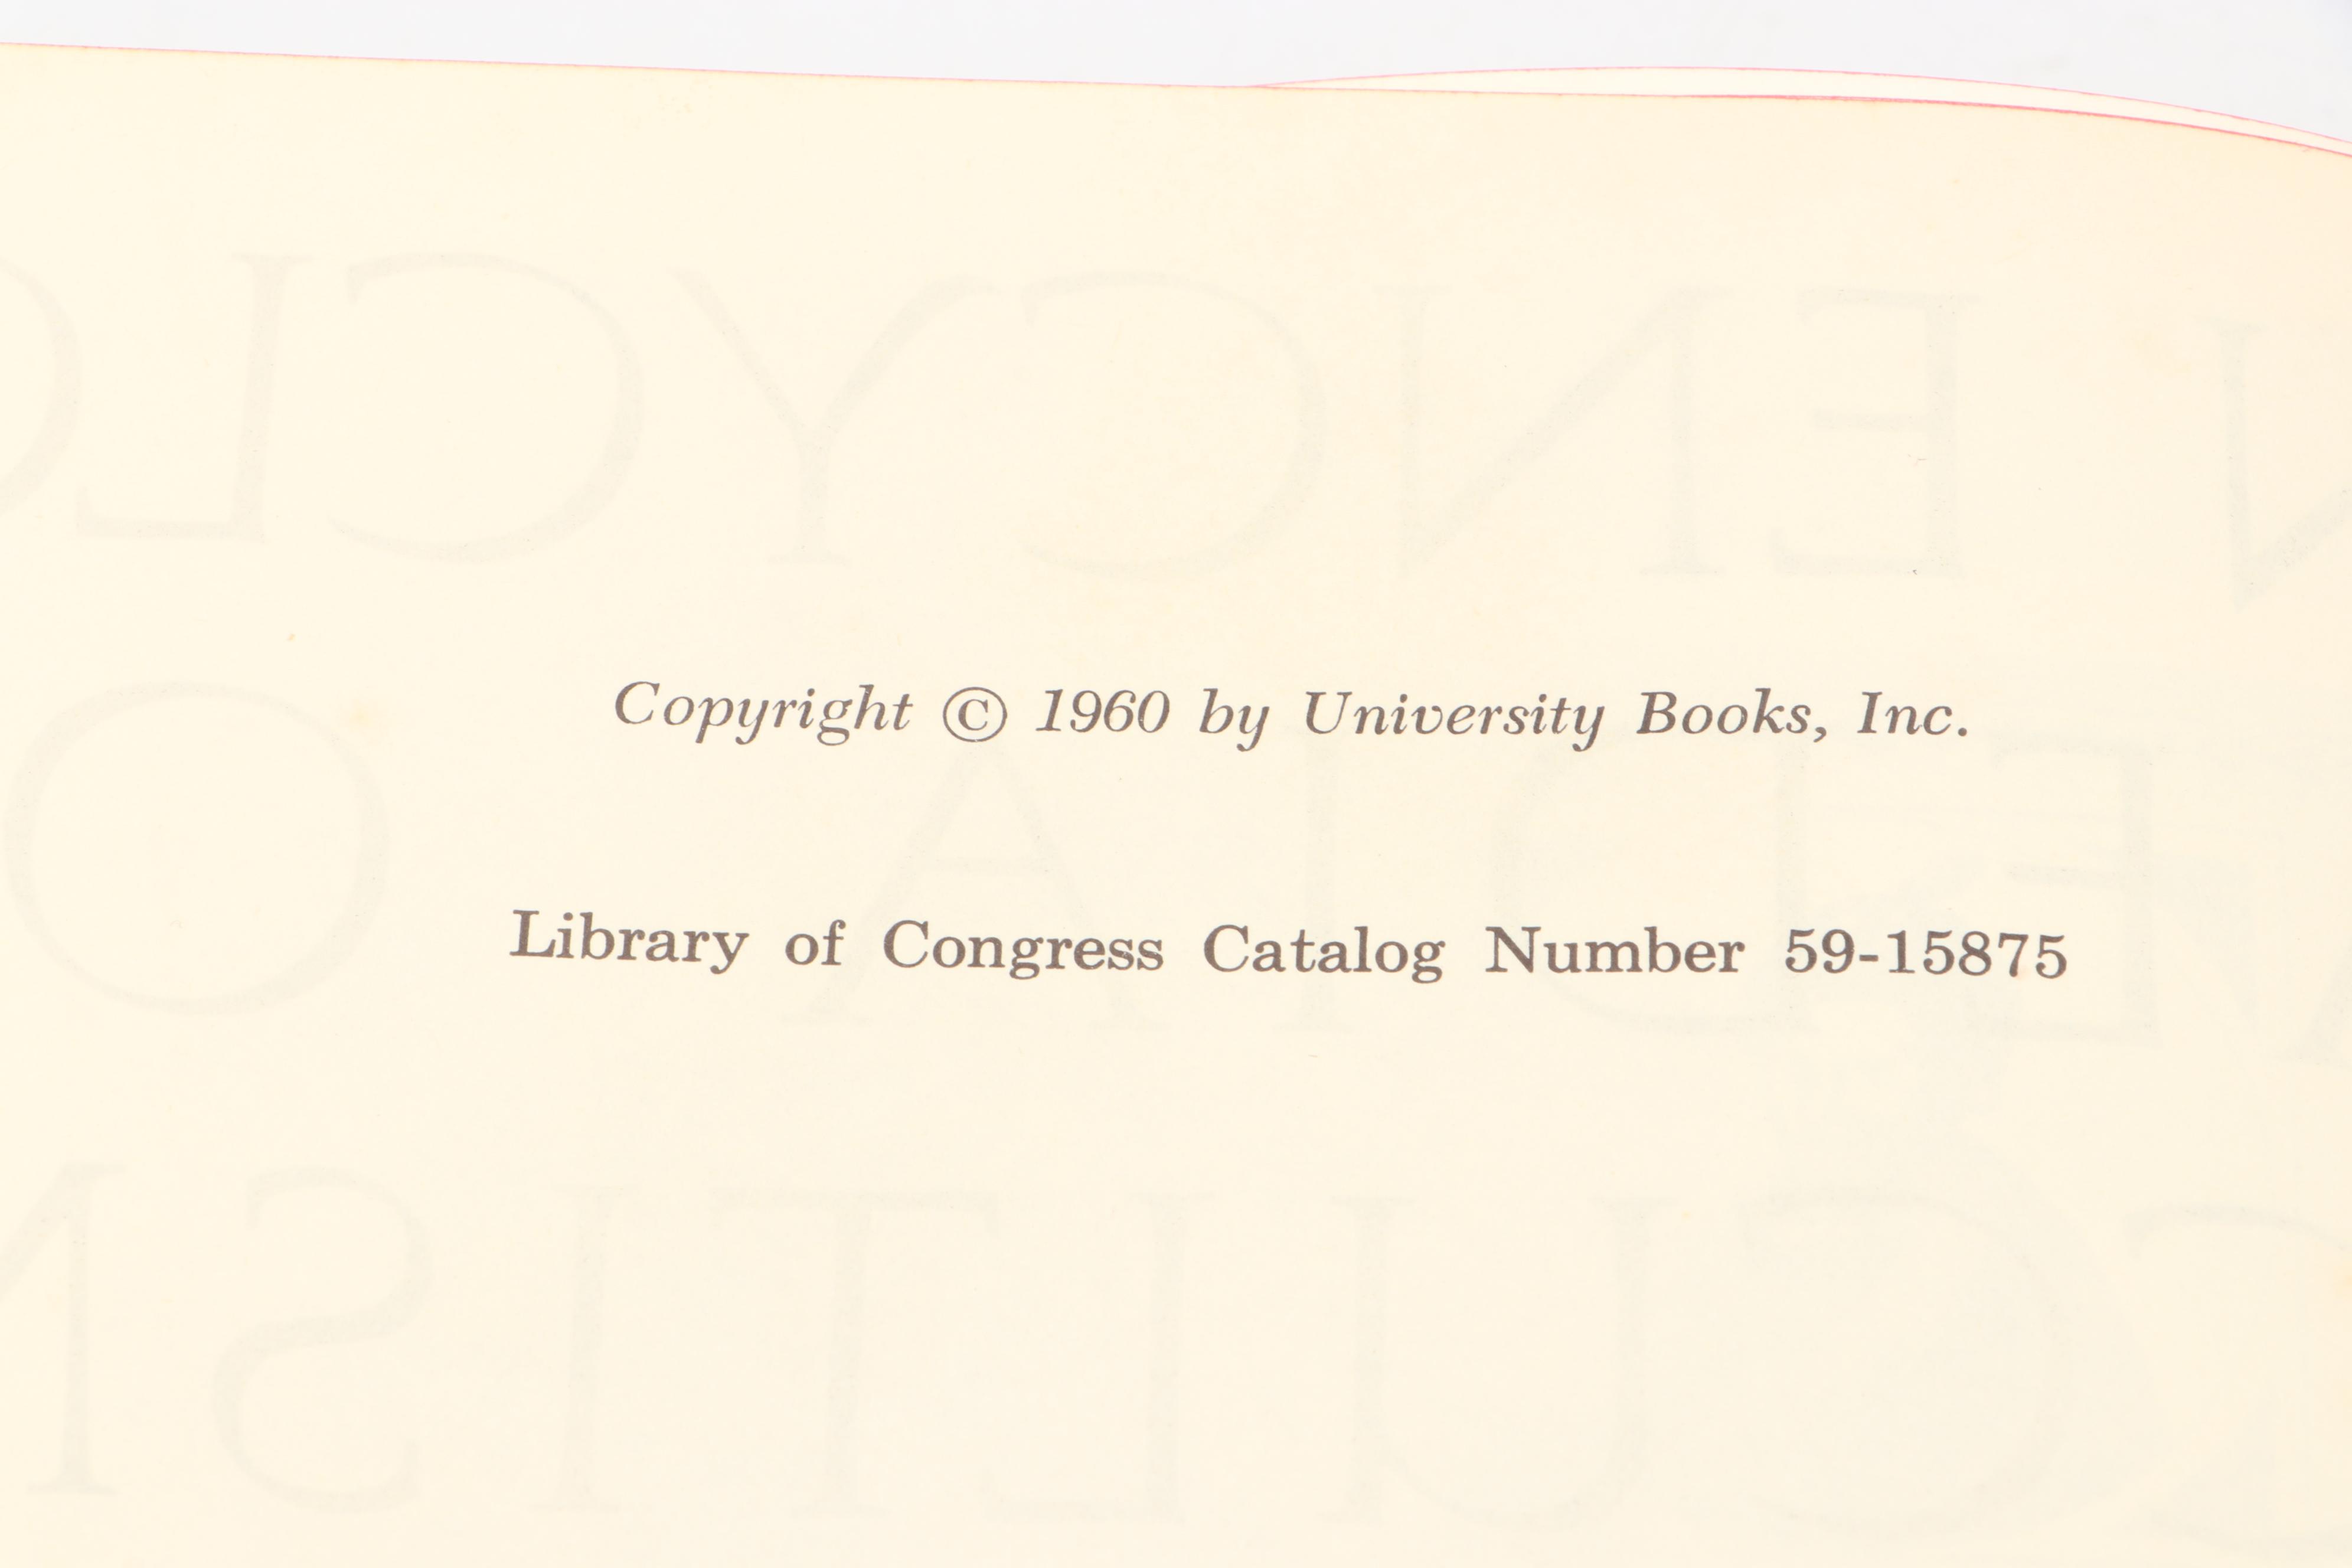 Copyright © 1960 by University Books, Inc.
Library of Congress Catalog Number 59-15875